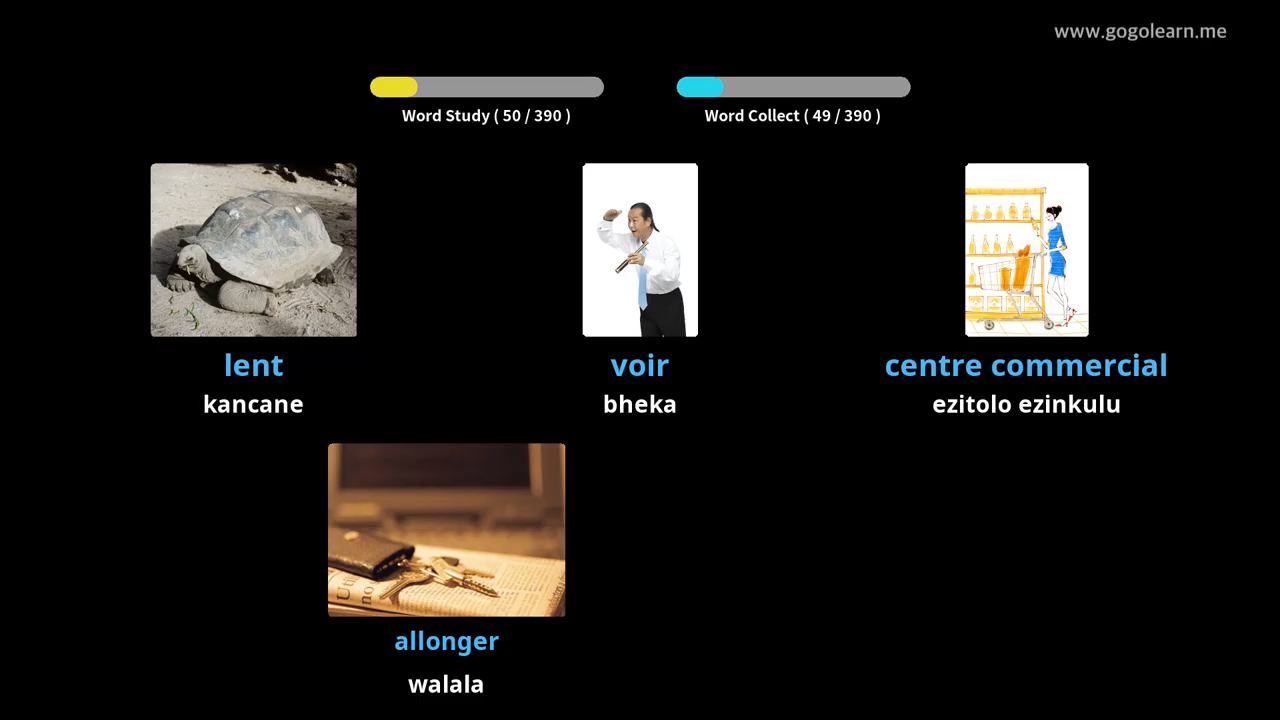 www.gogolearn.me
Word Study ( 50 / 390 )
Word Collect ( 49 / 390 )
lent
voir
centre commercial
kancane
bheka
ezitolo ezinkulu
allonger
walala